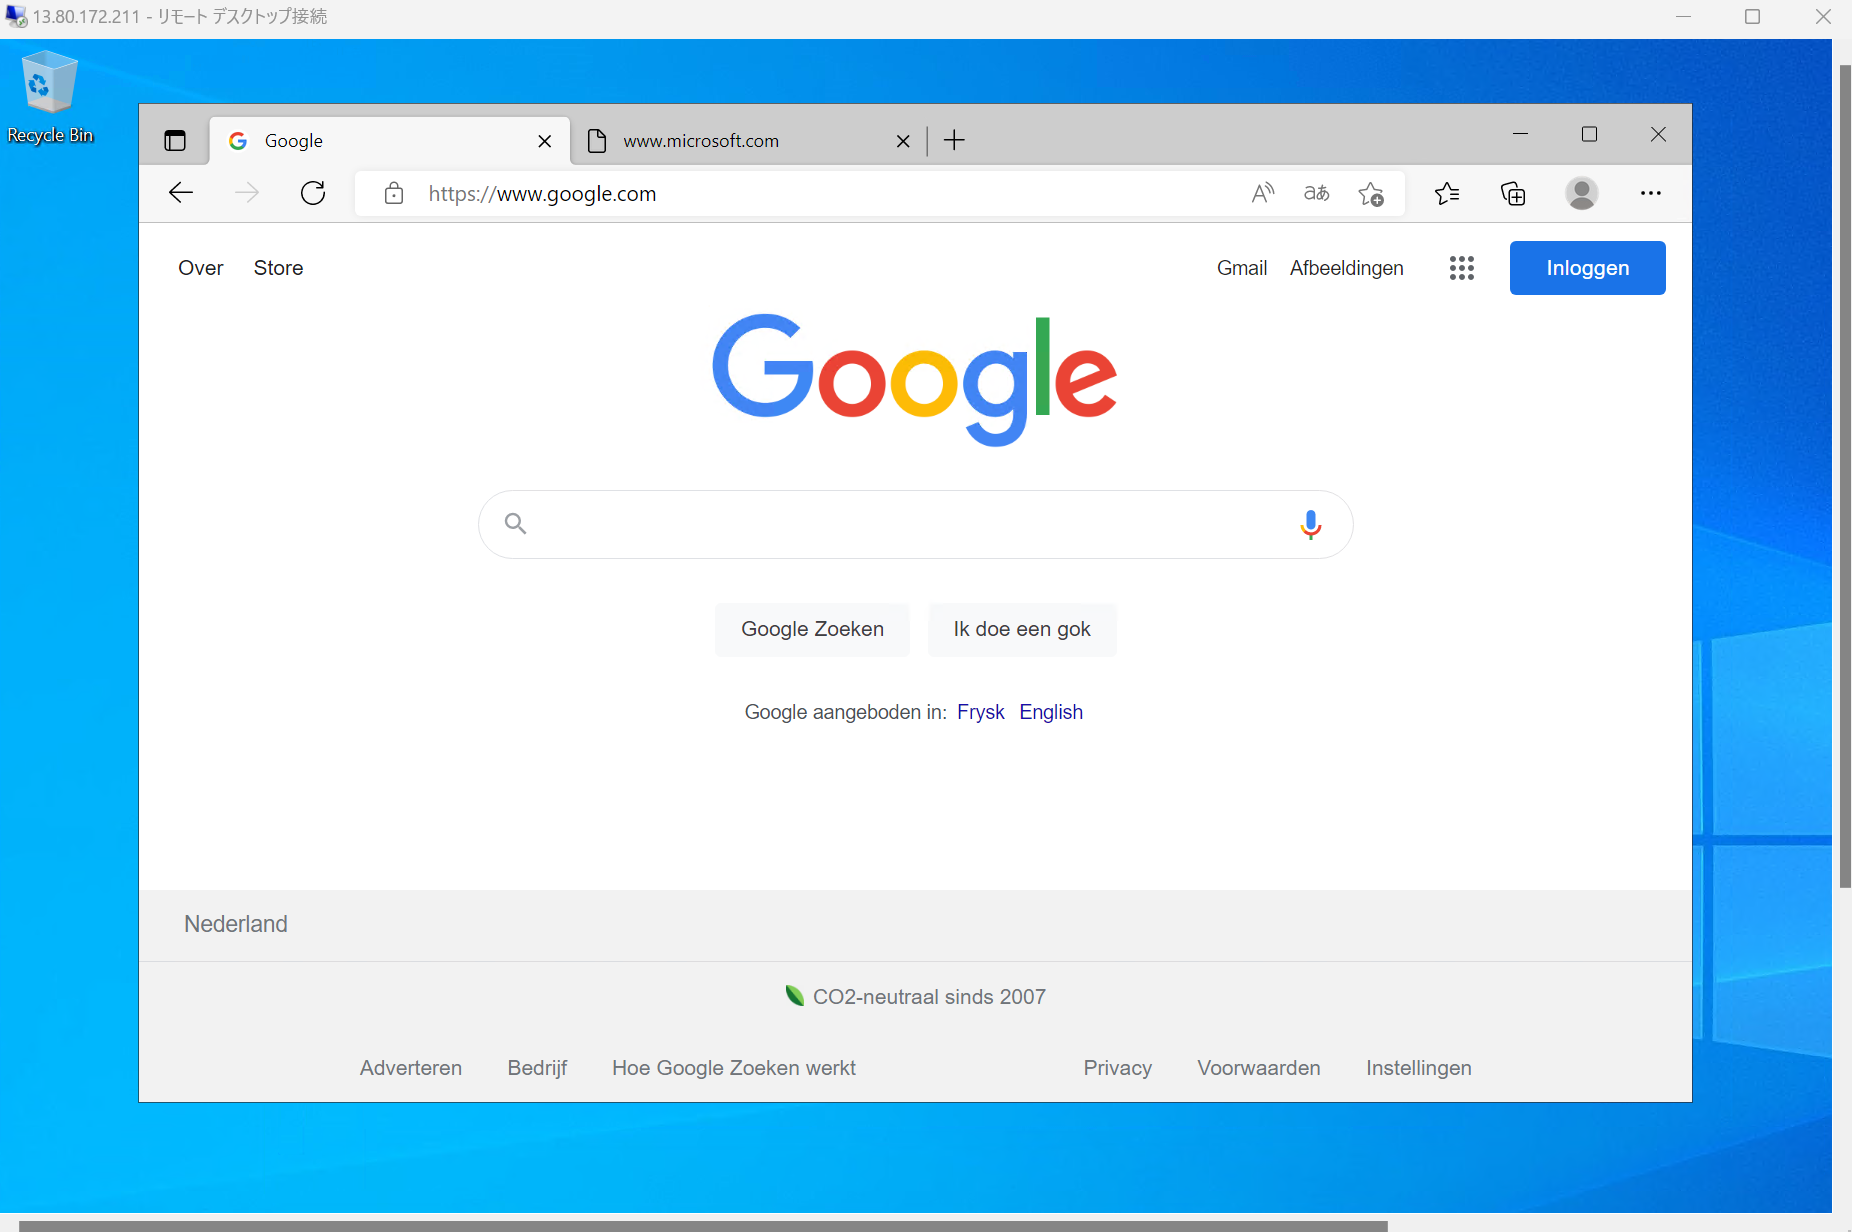 13.80.172.211 - リモート デスクトップ接続
Recycle Bin
Google
www.microsoft.com
https://www.google.com
Over Store
Gmail Afbeeldingen Inloggen
Google
Google Zoeken Ik doe een gok
Google aangeboden in: Frysk English
Nederland
CO2-neutraal sinds 2007
Adverteren Bedrijf Hoe Google Zoeken werkt Privacy Voorwaarden Instellingen